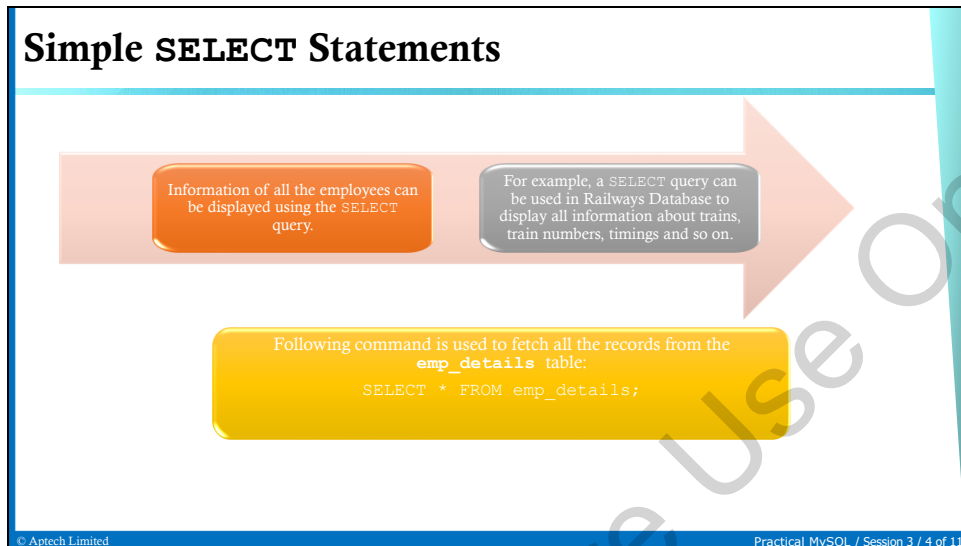 Simple SELECT Statements
Information of all the employees can
be displayed using the SELECT
query.
For example, a SELECT query can
be used in Railways Database to
display all information about trains,
train numbers, timings and so on.
Following command is used to fetch all the records from the
emp_details table:
SELECT * FROM emp_details;
Use
© Aptech Limited
Practical MySQL / Session 3 / 4 of 11